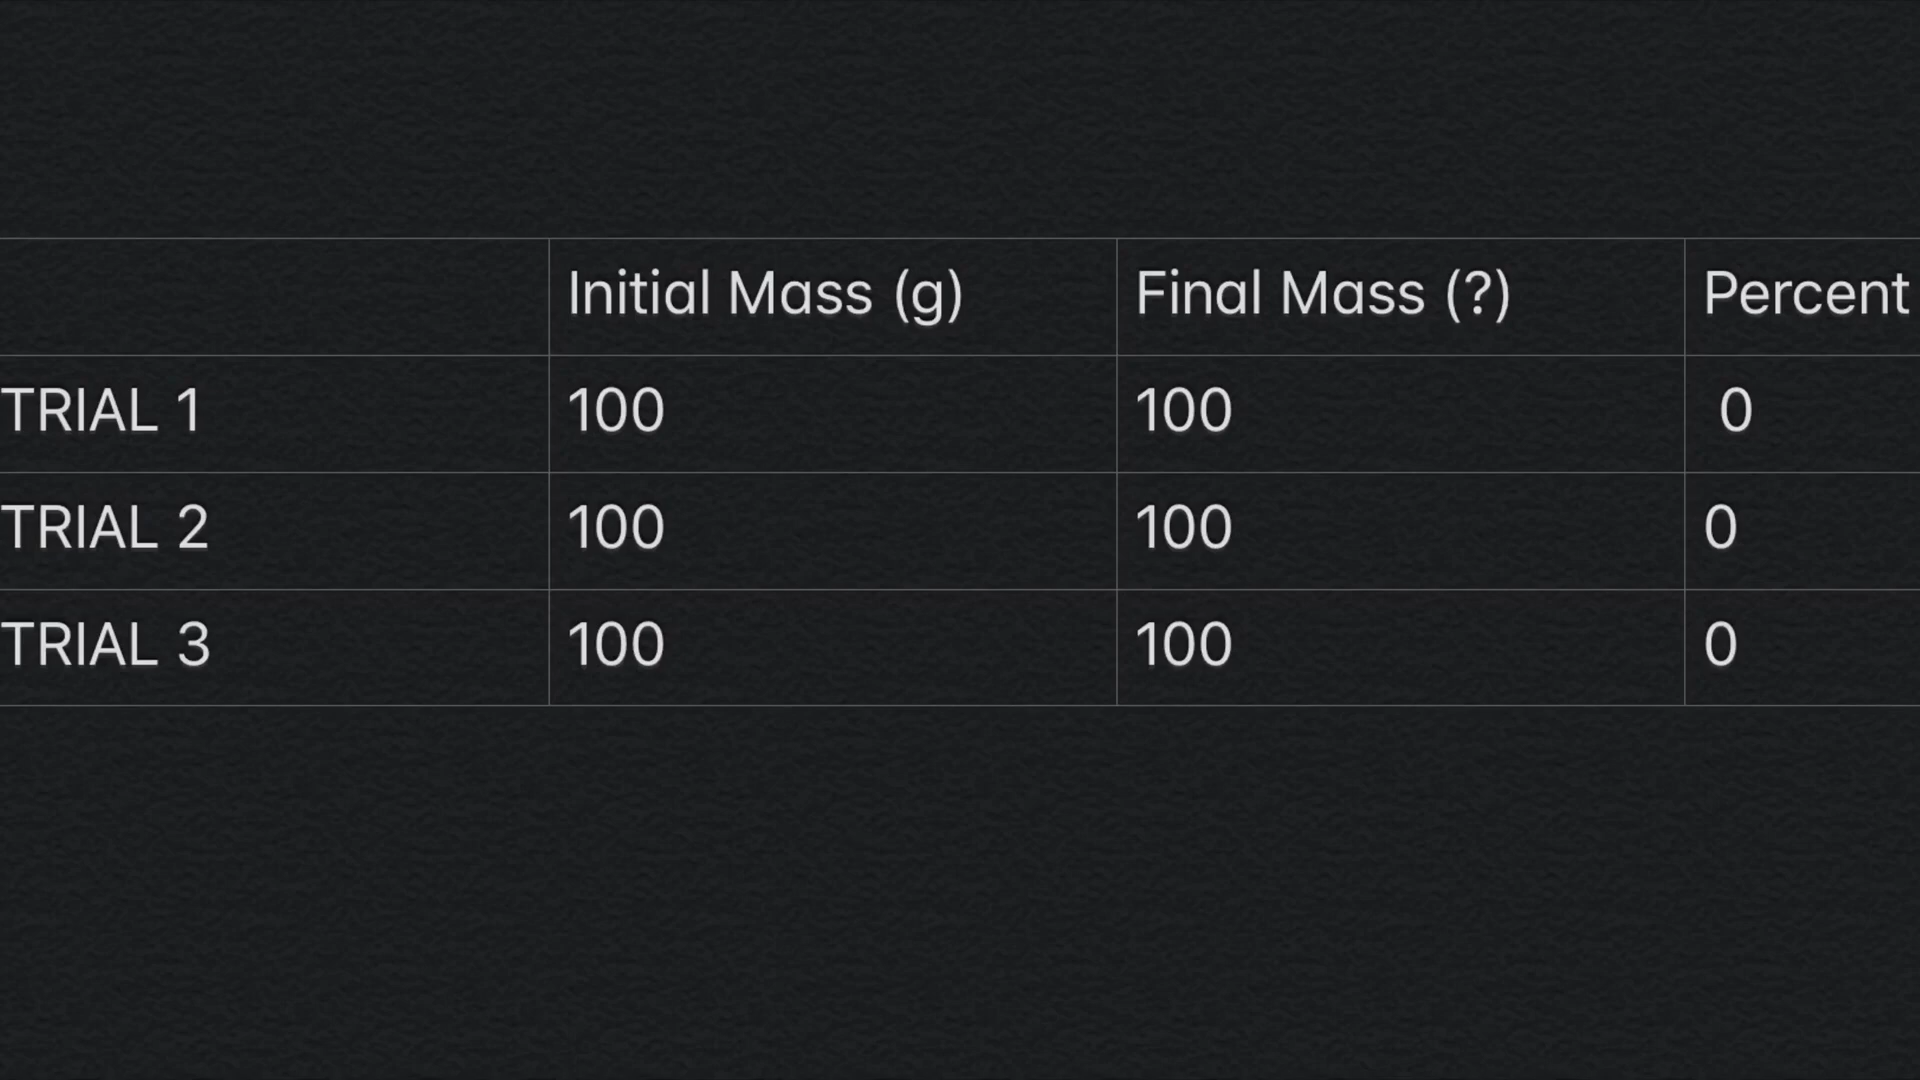 Initial Mass (g) Final Mass (?) Percent
TRIAL 1 100 100 0
TRIAL 2 100 100 0
TRIAL 3 100 100 0